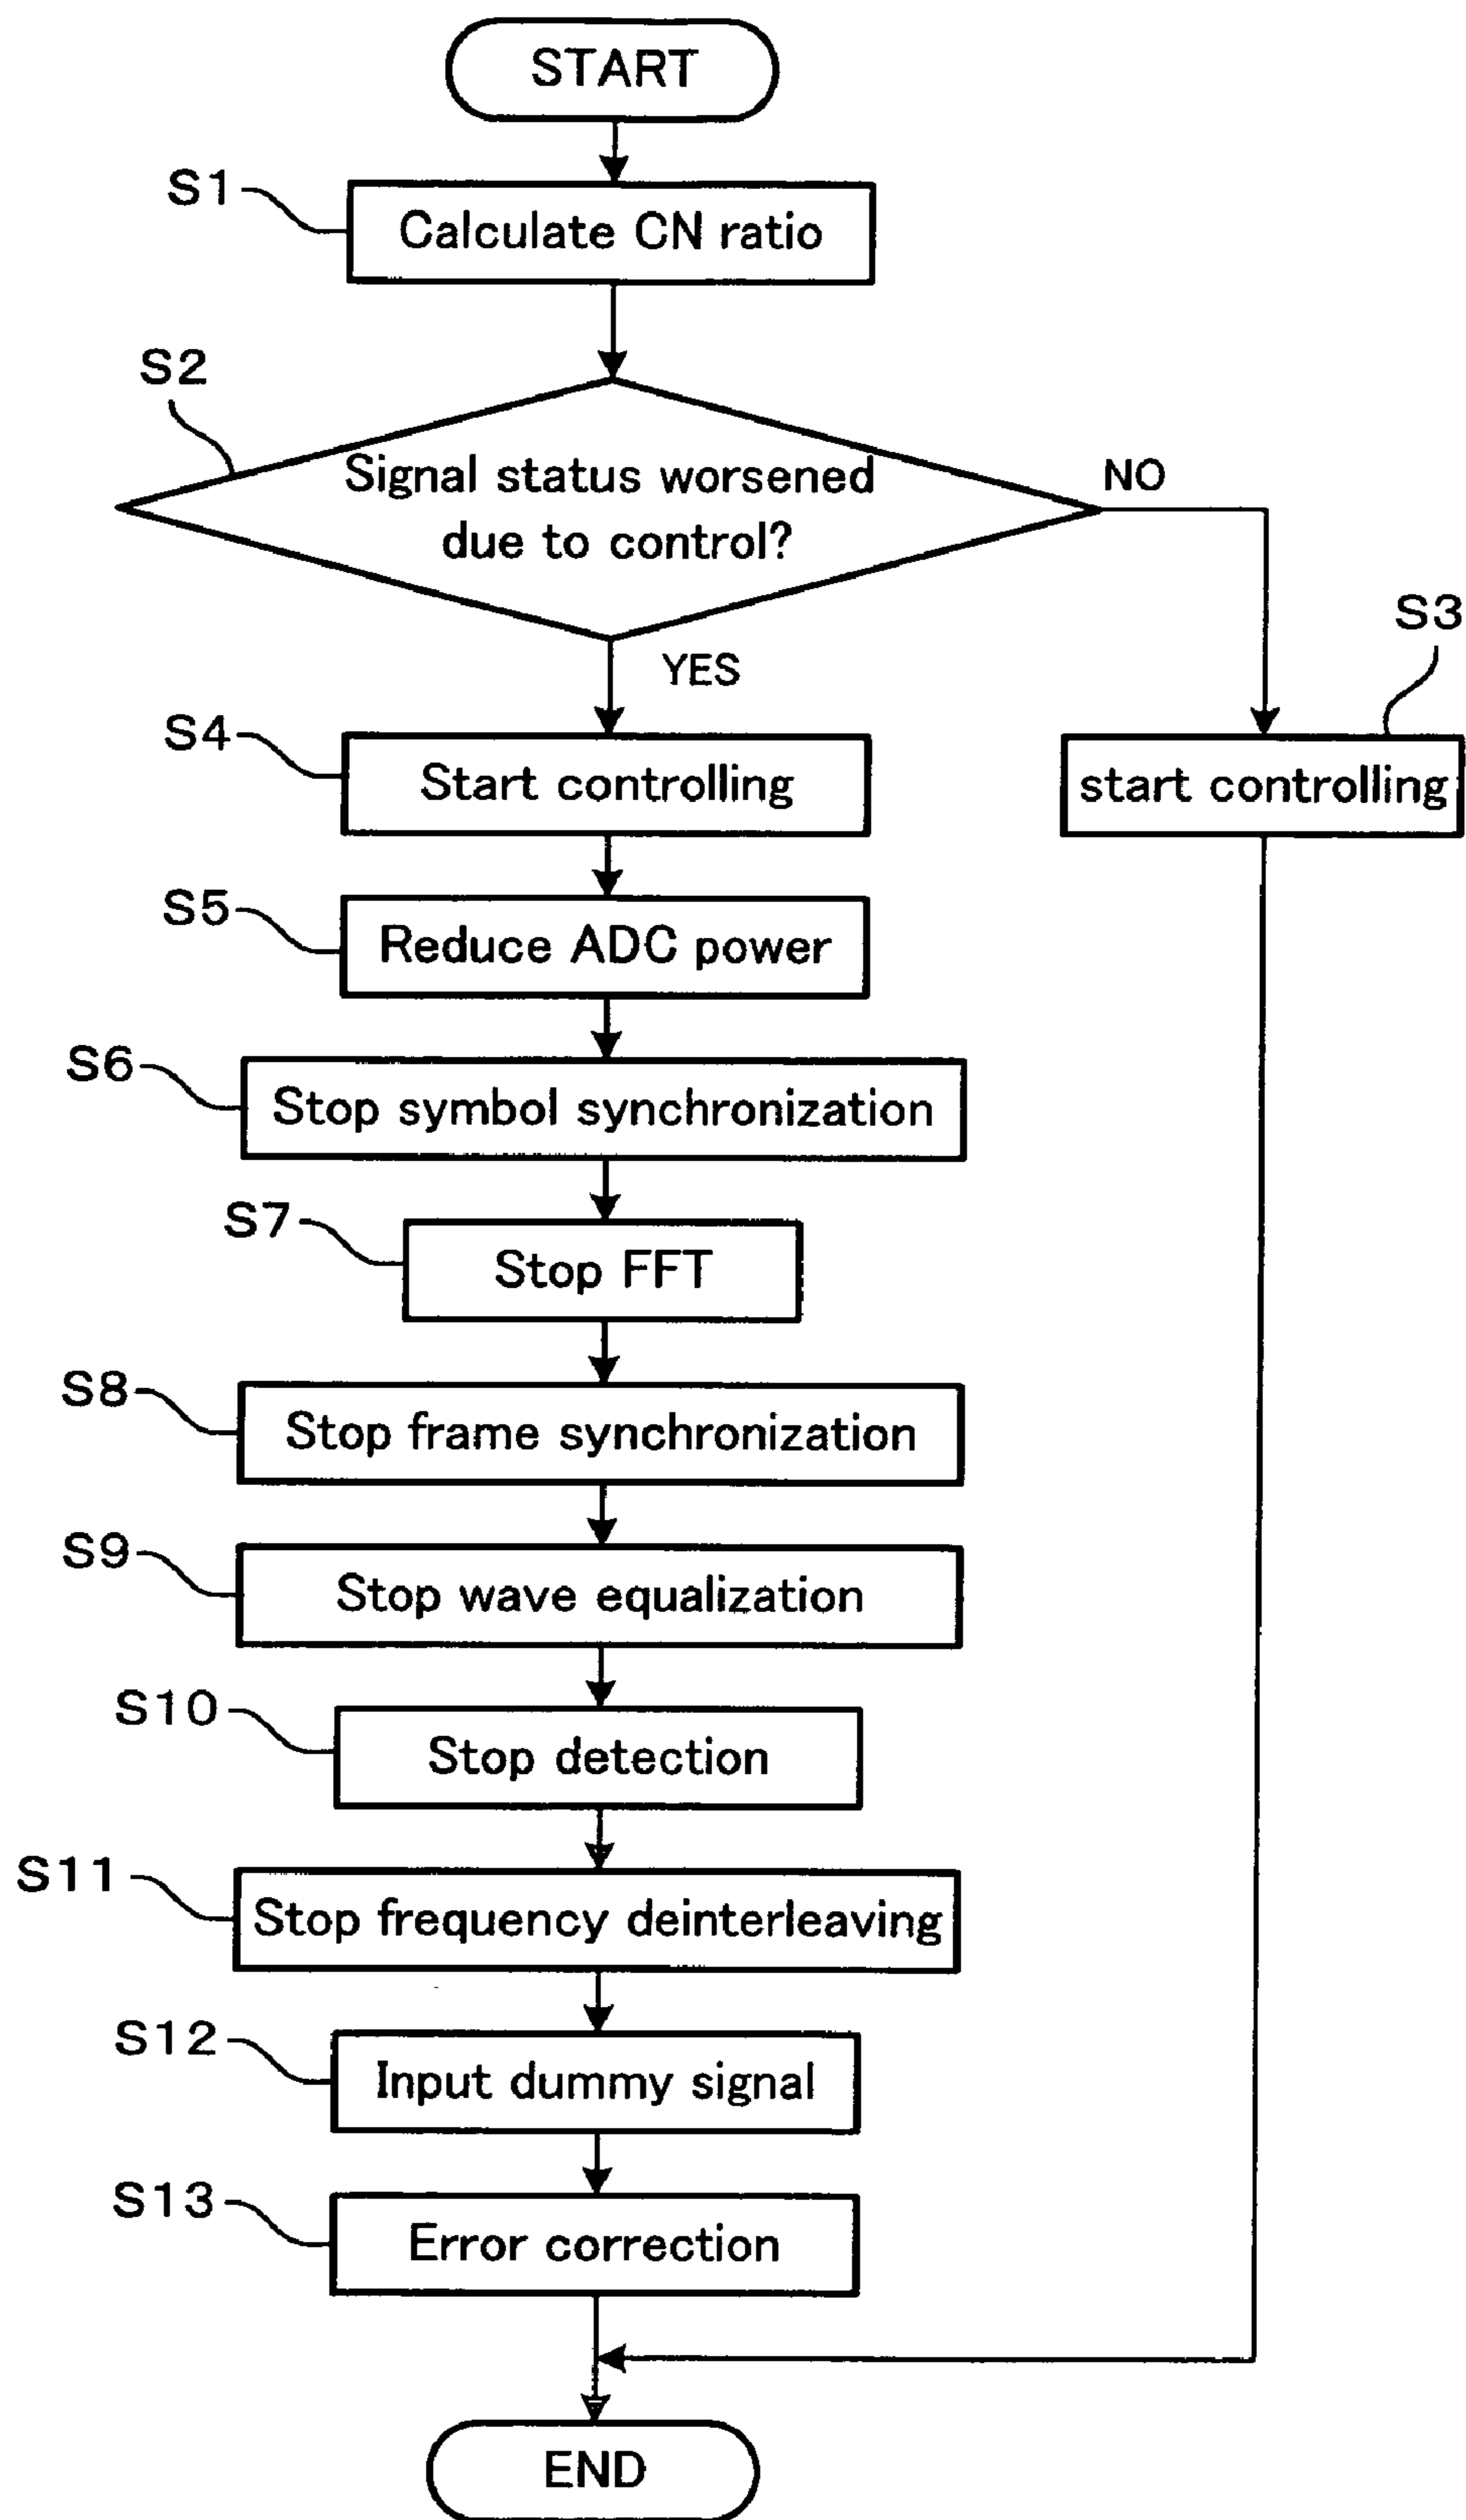 START
S1
Calculate CN ratio
S2
Signal status worsened
due to control?
NO
YES
S3
S4
Start controlling
start controlling
S5
Reduce ADC power
S6
Stop symbol synchronization
S7
Stop FFT
S8
Stop frame synchronization
S9
Stop wave equalization
S10
Stop detection
S11
Stop frequency deinterleaving
S12
Input dummy signal
S13
Error correction
END